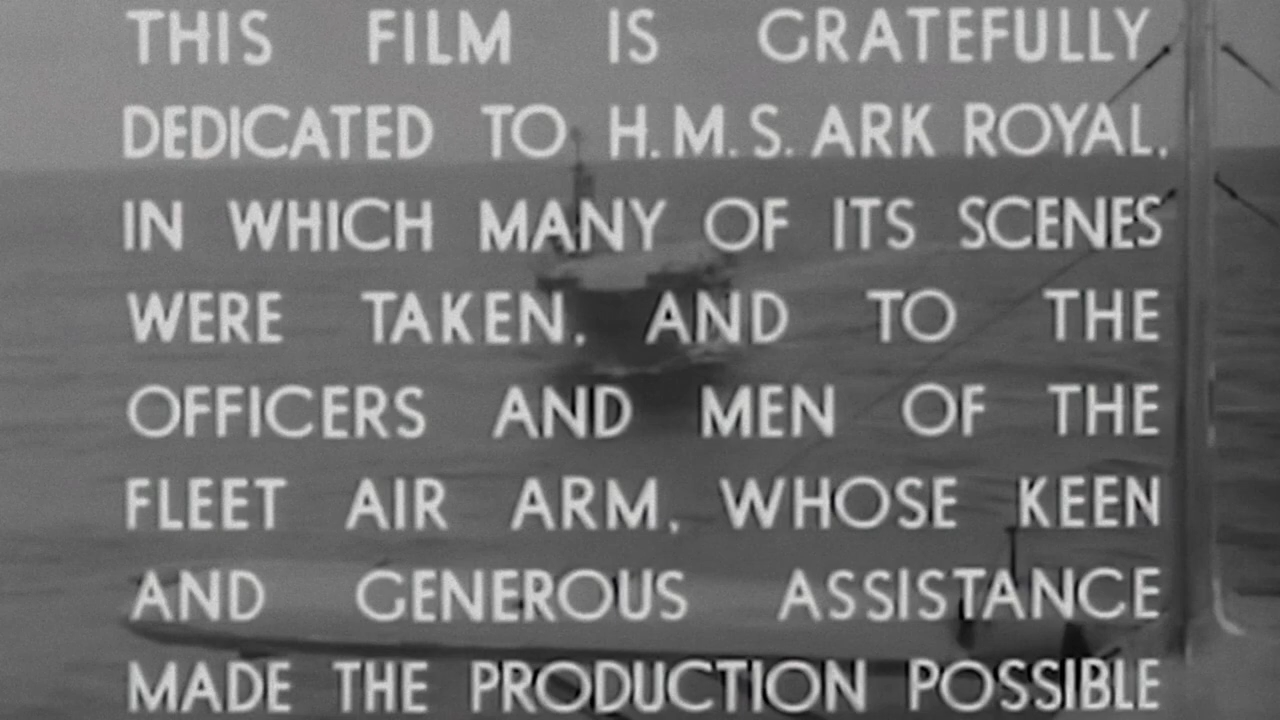 THIS FILM IS GRATEFULLY
DEDICATED TO H.M.S. ARK ROYAL,
IN WHICH MANY OF ITS SCENES
WERE TAKEN, AND TO THE
OFFICERS AND MEN OF THE
FLEET AIR ARM, WHOSE KEEN
AND GENEROUS ASSISTANCE
MADE THE PRODUCTION POSSIBLE